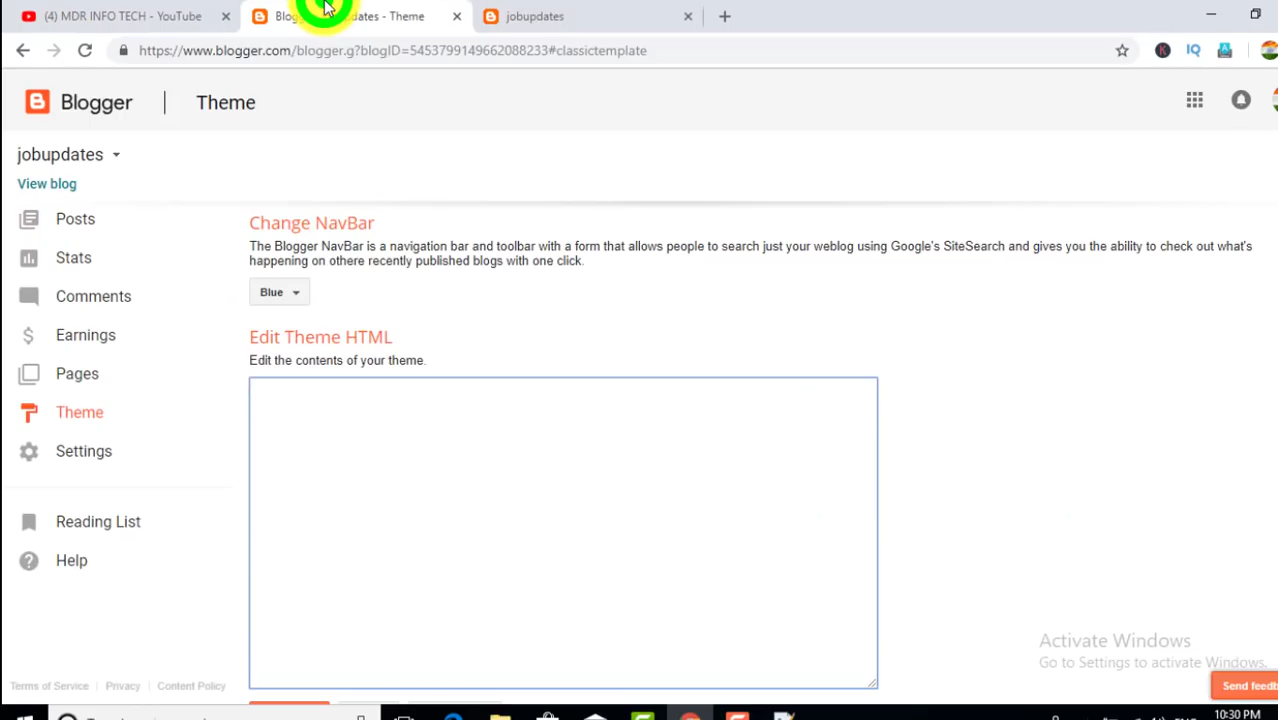 (4) MDR INFO TECH - YouTube
dates - Theme
jobupdates
https://www.blogger.com/blogger.g?blogID=5453799149662088233#classictemplate
K
IQ
Blogger
Theme
jobupdates
View blog
Posts
Stats
Comments
Earnings
Pages
Theme
Settings
Reading List
Help
Change NavBar
The Blogger NavBar is a navigation bar and toolbar with a form that allows people to search just your weblog using Google's SiteSearch and gives you the ability to check out what's
happening on othere recently published blogs with one click.
Blue
Edit Theme HTML
Edit the contents of your theme.
Activate Windows
Go to Settings to activate Windows.
Terms of Service
Privacy
Content Policy
Send feedb
10:30 PM